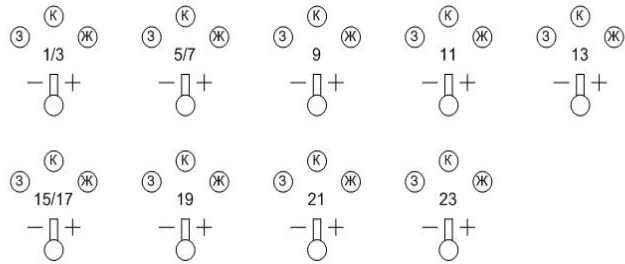 К К К К К
З Ж З Ж З Ж З Ж З Ж
1/3 5/7 9 11 13
— + — + — + — + — +
К К К К
З Ж З Ж З Ж З Ж
15/17 19 21 23
— + — + — + — +